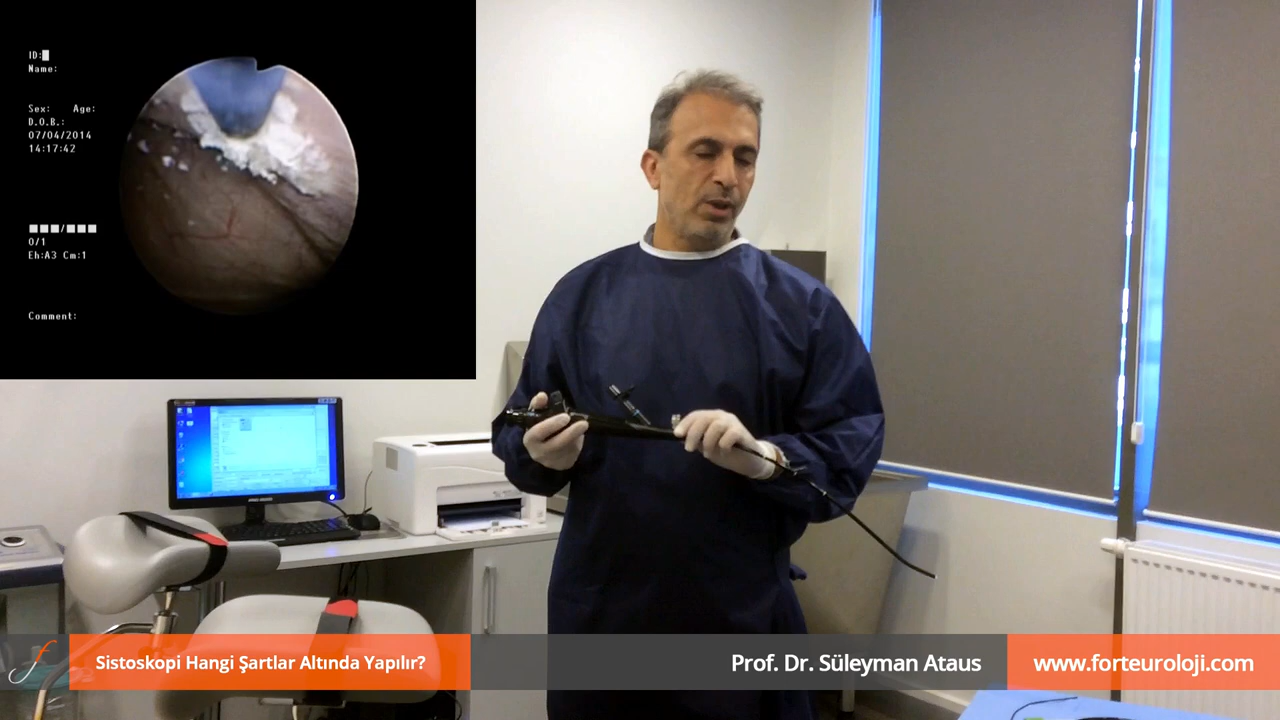 ID:
Name:
Sex: Age:
D.O.B.:
07/04/2014
14:17:42
0/1
Eh:A3 Cm:1
Comment:
Sistoskopi Hangi Şartlar Altında Yapılır?
Prof. Dr. Süleyman Ataus
www.forteuroloji.com